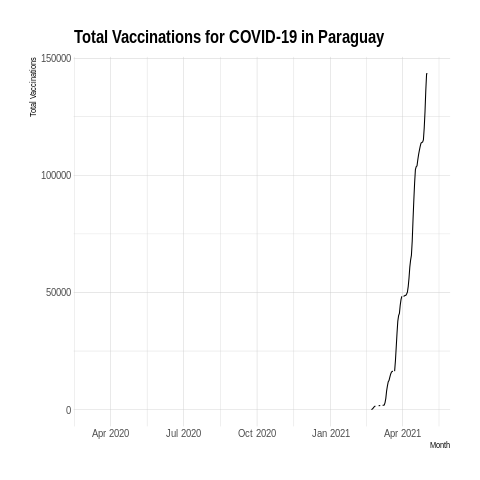 Total Vaccinations for COVID-19 in Paraguay
Total Vaccinations
150000
100000
50000
0
Apr 2020 Jul 2020 Oct 2020 Jan 2021 Apr 2021
Month